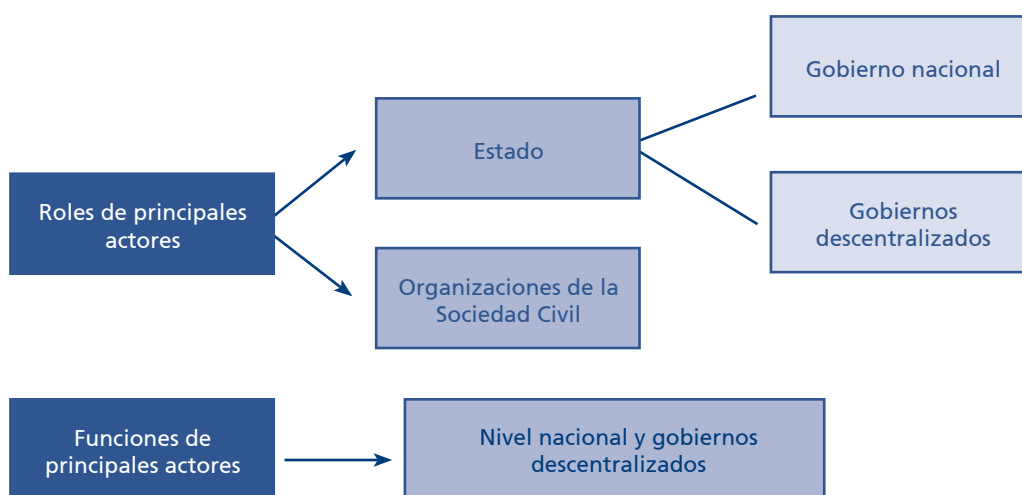 Gobierno nacional
Estado
Roles de principales
actores
Gobiernos
descentralizados
Organizaciones de la
Sociedad Civil
Funciones de
principales actores
Nivel nacional y gobiernos
descentralizados